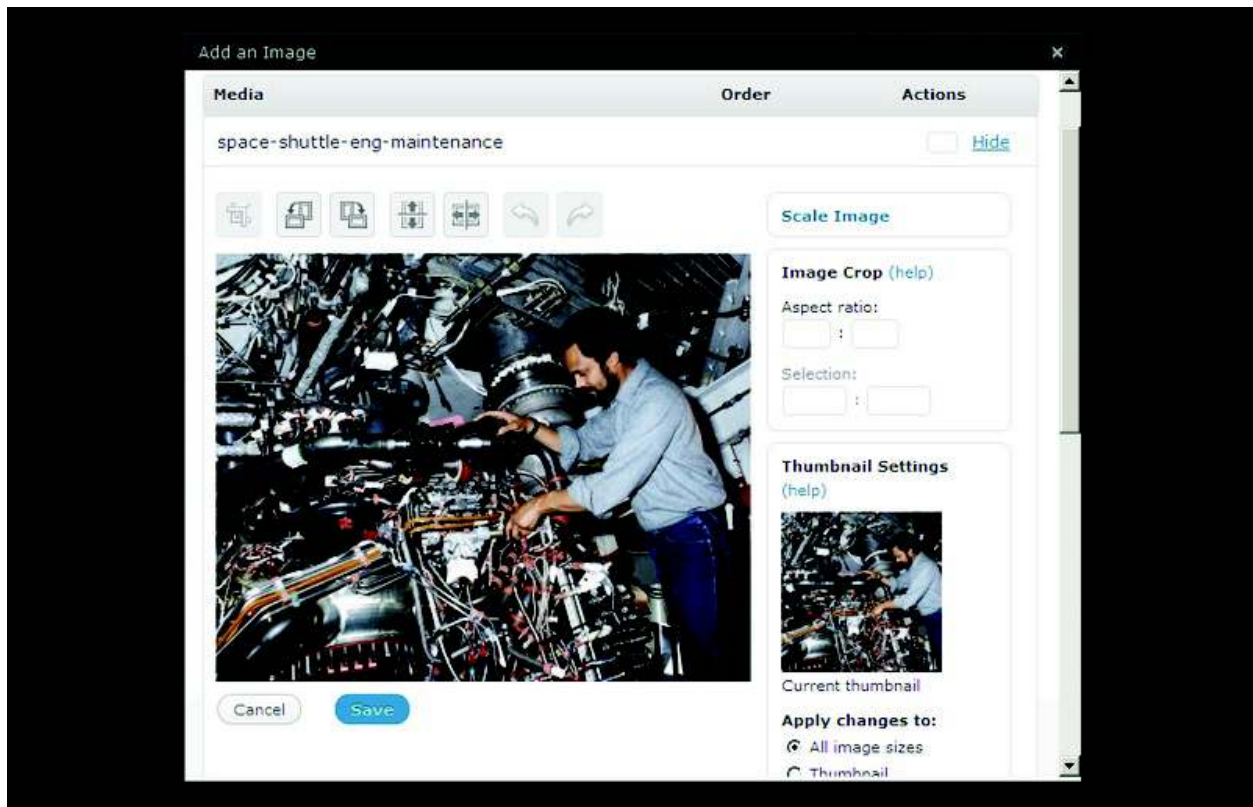 Add an Image ×
Media Order Actions
space-shuttle-eng-maintenance Hide
Scale Image
Image Crop (help)
Aspect ratio:
:
Selection:
:
Thumbnail Settings
(help)
Current thumbnail
Cancel Save
Apply changes to:
All image sizes
Thumbnail